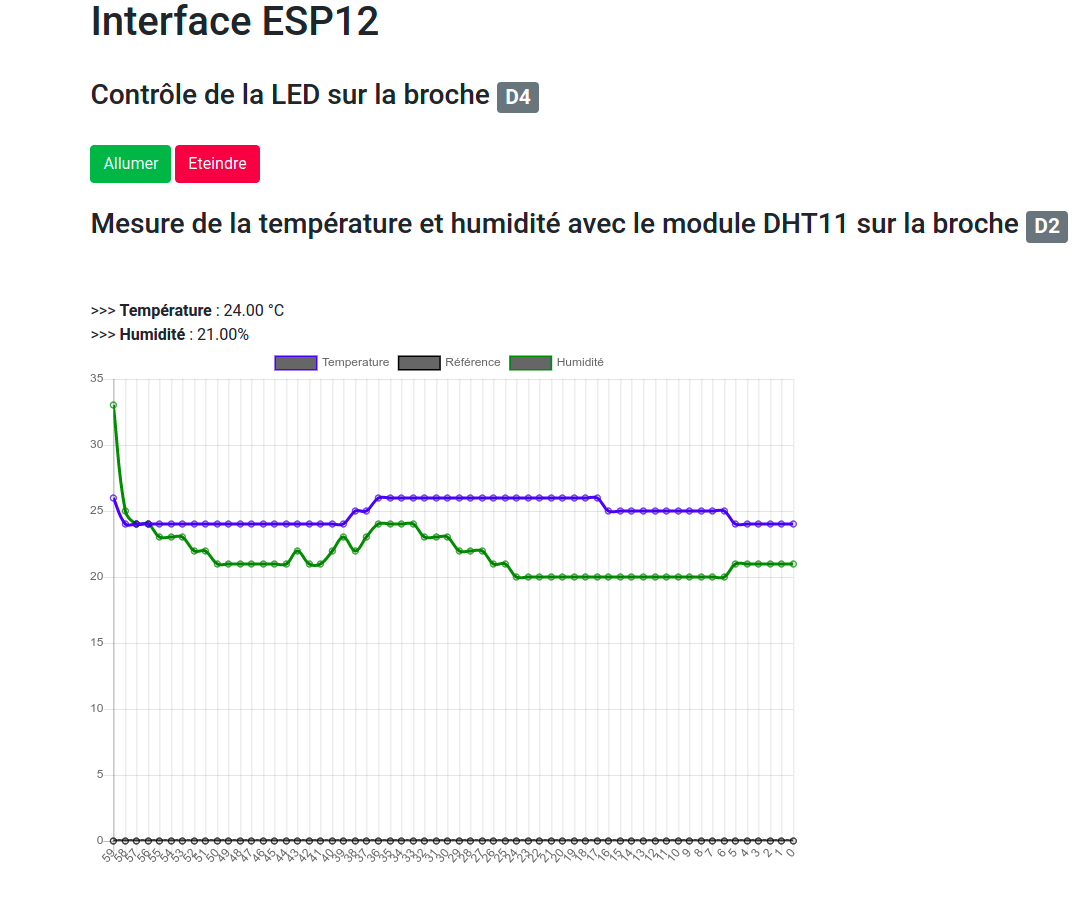 Interface ESP12
Contrôle de la LED sur la broche D4
Allumer Eteindre
Mesure de la température et humidité avec le module DHT11 sur la broche D2
>>> Température : 24.00 °C
>>> Humidité : 21.00%
Temperature Référence Humidité
35
30
25
20
15
10
5
0
59 58 57 56 55 54 53 52 51 50 49 48 47 46 45 44 43 42 41 40 39 38 37 36 35 34 33 32 31 30 29 28 27 26 25 24 23 22 21 20 19 18 17 16 15 14 13 12 11 10 9 8 7 6 5 4 3 2 1 0